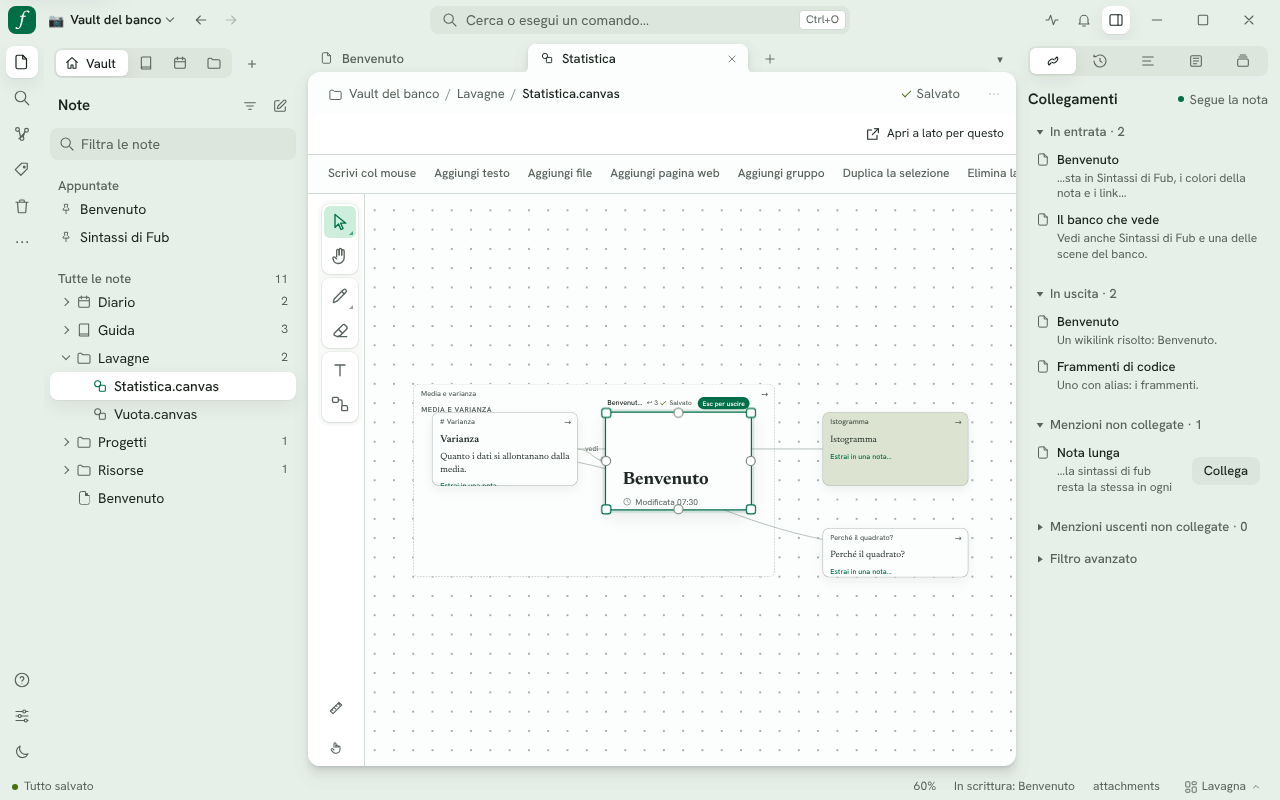 Vault del banco
Cerca o esegui un comando…
Ctrl+O
Vault
Note
Filtra le note
Appuntate
Benvenuto
Sintassi di Fub
Tutte le note 11
Diario 2
Guida 3
Lavagne 2
Statistica.canvas
Vuota.canvas
Progetti 1
Risorse 1
Benvenuto
Tutto salvato
Benvenuto
Statistica
Vault del banco / Lavagne / Statistica.canvas
Salvato
Apri a lato per questo
Scrivi col mouse Aggiungi testo Aggiungi file Aggiungi pagina web Aggiungi gruppo Duplica la selezione Elimina la
Media e varianza →
MEDIA E VARIANZA
# Varianza →
Varianza
Quanto i dati si allontanano dalla
media.
Estrai in una nota…
vedi
Benvenut… ↩ 3 ✓ Salvato Esc per uscire
Benvenuto
Modificata 07:30
Istogramma →
Istogramma
Estrai in una nota…
Perché il quadrato? →
Perché il quadrato?
Estrai in una nota…
Collegamenti
Segue la nota
In entrata · 2
Benvenuto
…sta in Sintassi di Fub, i colori della
nota e i link…
Il banco che vede
Vedi anche Sintassi di Fub e una delle
scene del banco.
In uscita · 2
Benvenuto
Un wikilink risolto: Benvenuto.
Frammenti di codice
Uno con alias: i frammenti.
Menzioni non collegate · 1
Nota lunga
…la sintassi di fub
resta la stessa in ogni
Collega
Menzioni uscenti non collegate · 0
Filtro avanzato
60% In scrittura: Benvenuto attachments Lavagna